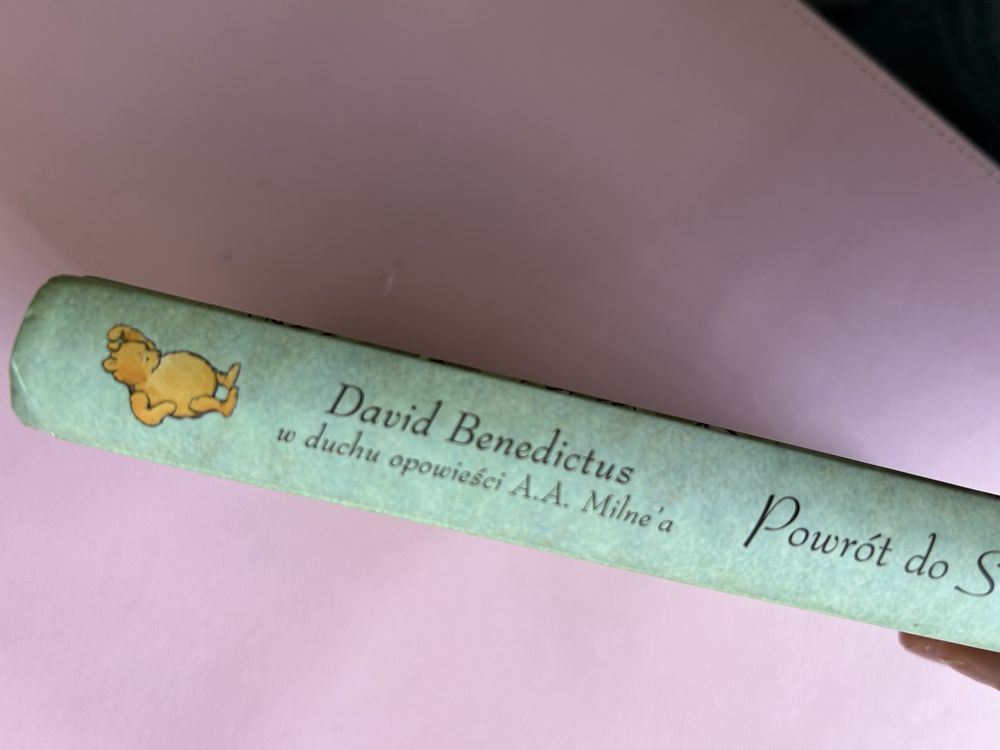 David Benedictus
w duchu opowieści A.A. Milne'a
Powrót do